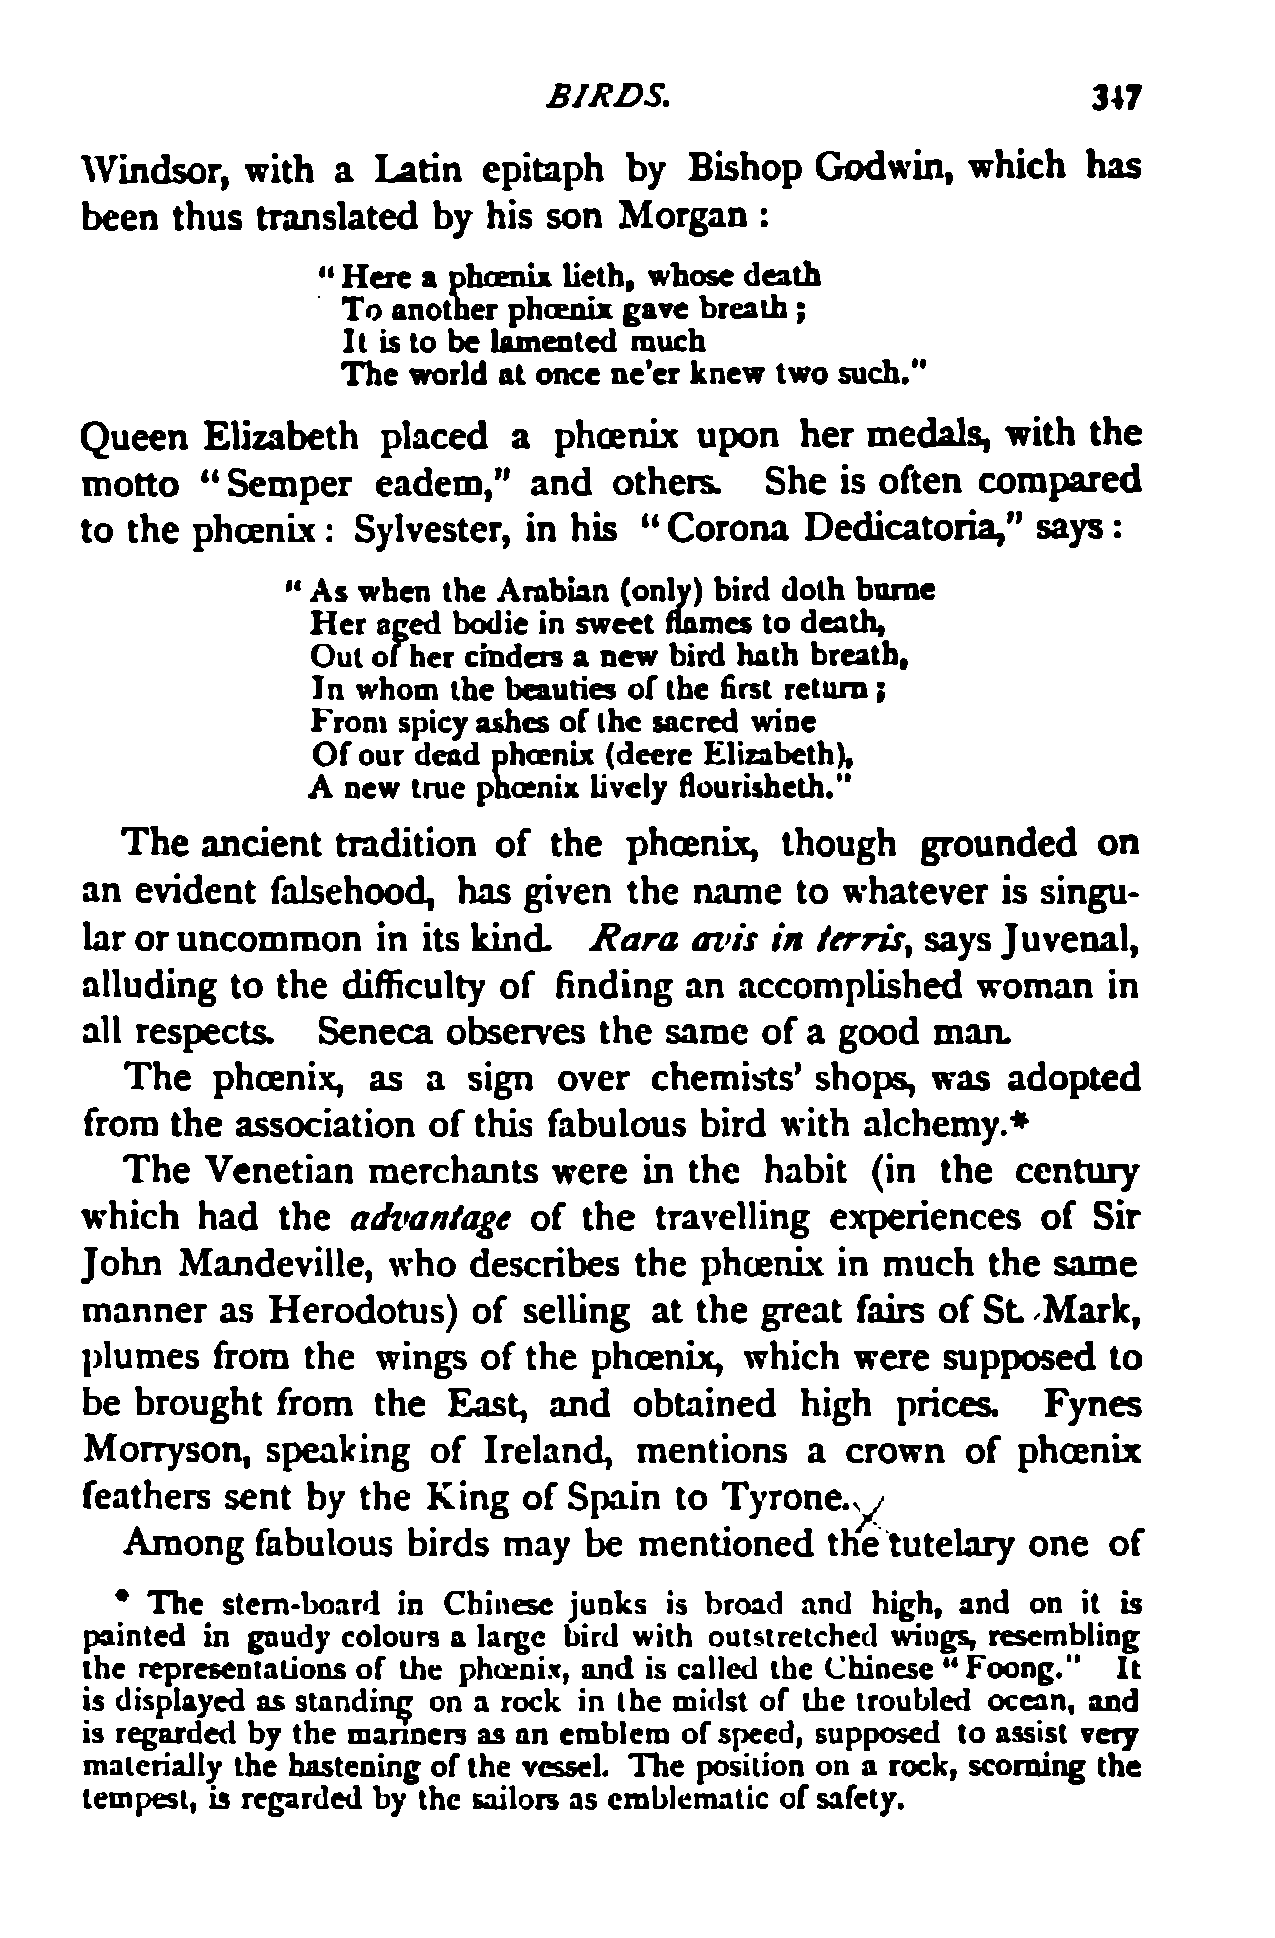 BIRDS. 347
Windsor, with a Latin epitaph by Bishop Godwin, which has
been thus translated by his son Morgan :
"Here a phœnix lieth, whose death
To another phœnix gave breath ;
It is to be lamented much
The world at once ne'er knew two such."
Queen Elizabeth placed a phœnix upon her medals, with the
motto "Semper eadem," and others. She is often compared
to the phœnix : Sylvester, in his "Corona Dedicatoria," says :
"As when the Arabian (only) bird doth burne
Her aged bodie in sweet flames to death,
Out of her cinders a new bird hath breath,
In whom the beauties of the first return ;
From spicy ashes of the sacred wine
Of our dead phœnix (deere Elizabeth),
A new true phœnix lively flourisheth."
The ancient tradition of the phœnix, though grounded on
an evident falsehood, has given the name to whatever is singu-
lar or uncommon in its kind. Rara avis in terris, says Juvenal,
alluding to the difficulty of finding an accomplished woman in
all respects. Seneca observes the same of a good man.
The phœnix, as a sign over chemists' shops, was adopted
from the association of this fabulous bird with alchemy.*
The Venetian merchants were in the habit (in the century
which had the advantage of the travelling experiences of Sir
John Mandeville, who describes the phœnix in much the same
manner as Herodotus) of selling at the great fairs of St. Mark,
plumes from the wings of the phœnix, which were supposed to
be brought from the East, and obtained high prices. Fynes
Morryson, speaking of Ireland, mentions a crown of phœnix
feathers sent by the King of Spain to Tyrone.
Among fabulous birds may be mentioned the tutelary one of
* The stern-board in Chinese junks is broad and high, and on it is
painted in gaudy colours a large bird with outstretched wings, resembling
the representations of the phœnix, and is called the Chinese "Foong." It
is displayed as standing on a rock in the midst of the troubled ocean, and
is regarded by the mariners as an emblem of speed, supposed to assist very
materially the hastening of the vessel. The position on a rock, scorning the
tempest, is regarded by the sailors as emblematic of safety.